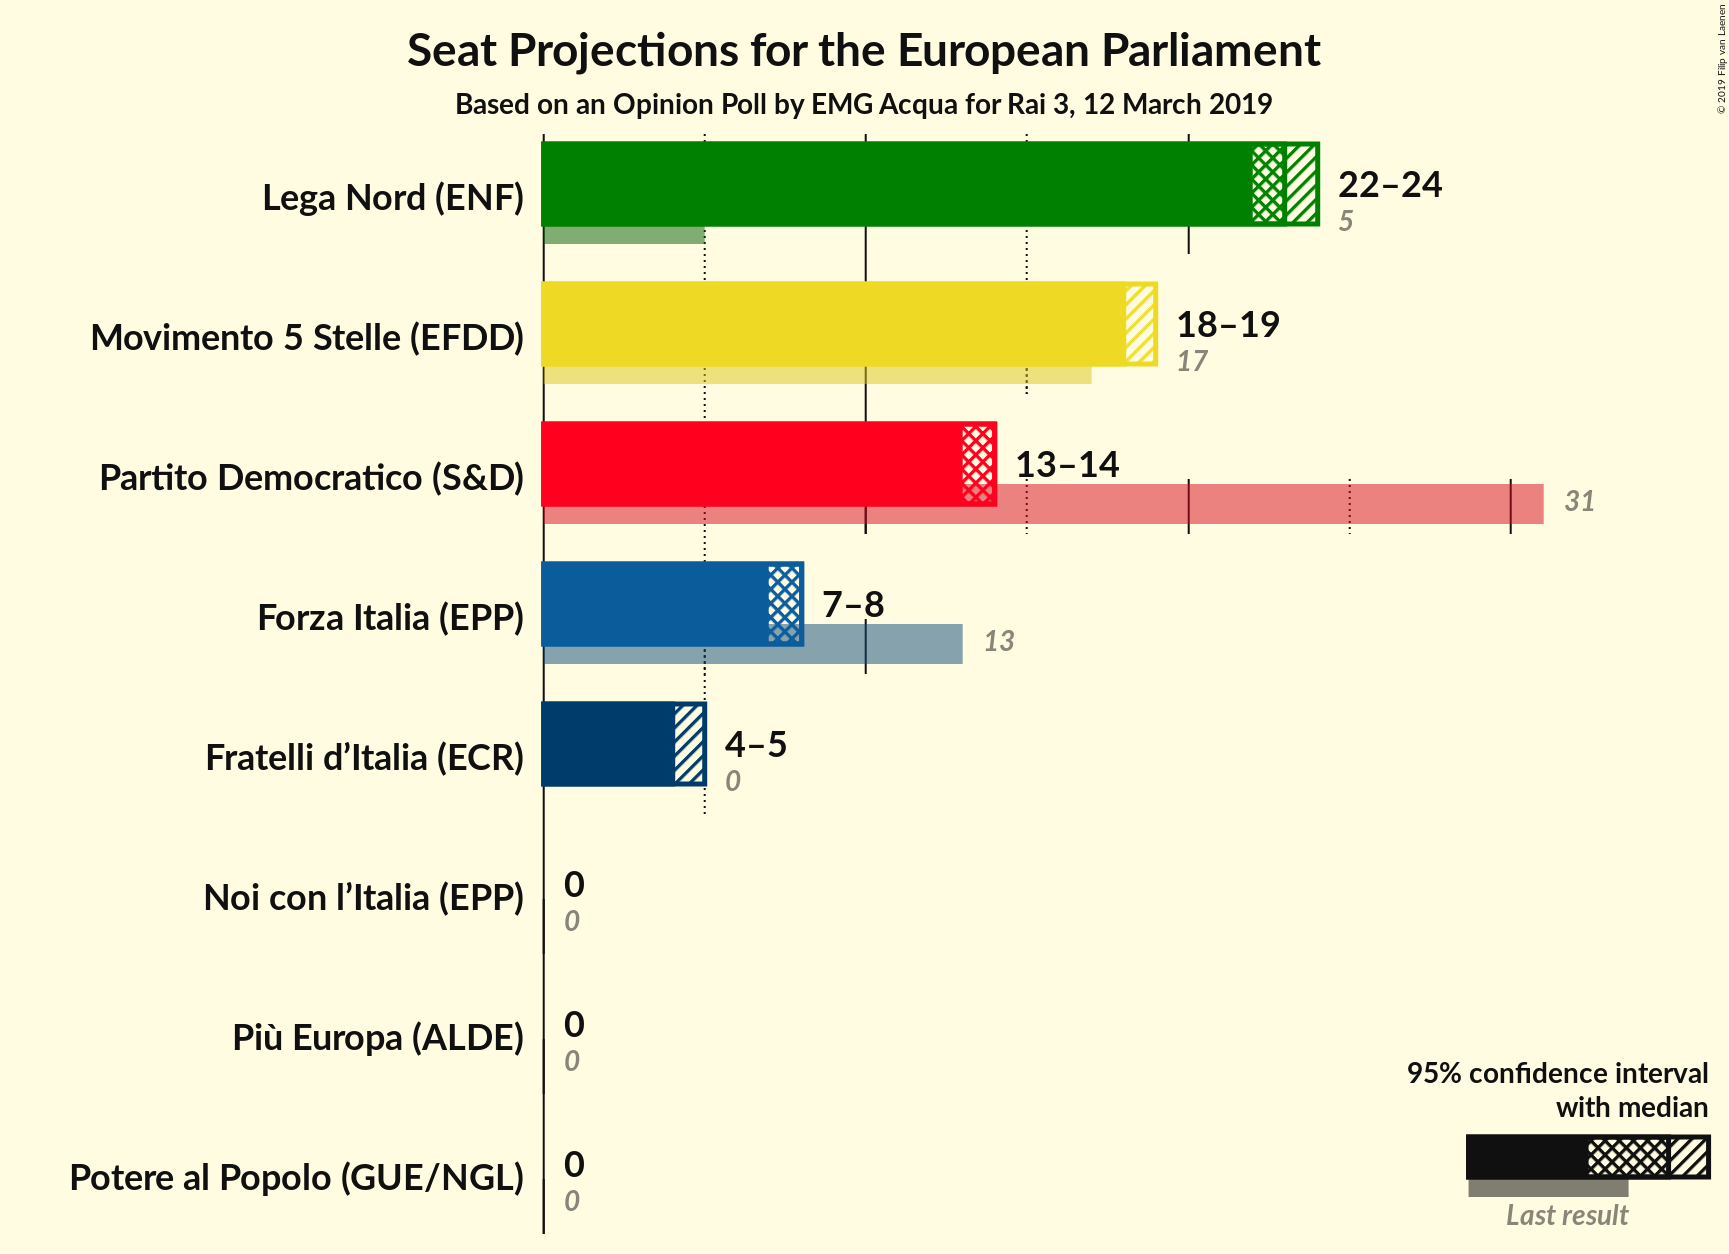 Seat Projections for the European Parliament
Based on an Opinion Poll by EMG Acqua for Rai 3, 12 March 2019
© 2019 Filip van Laenen
Lega Nord (ENF)
22–24
5
Movimento 5 Stelle (EFDD)
18–19
17
Partito Democratico (S&D)
13–14
31
Forza Italia (EPP)
7–8
13
Fratelli d’Italia (ECR)
4–5
0
Noi con l’Italia (EPP)
0
0
Più Europa (ALDE)
0
0
Potere al Popolo (GUE/NGL)
0
0
95% confidence interval
with median
Last result